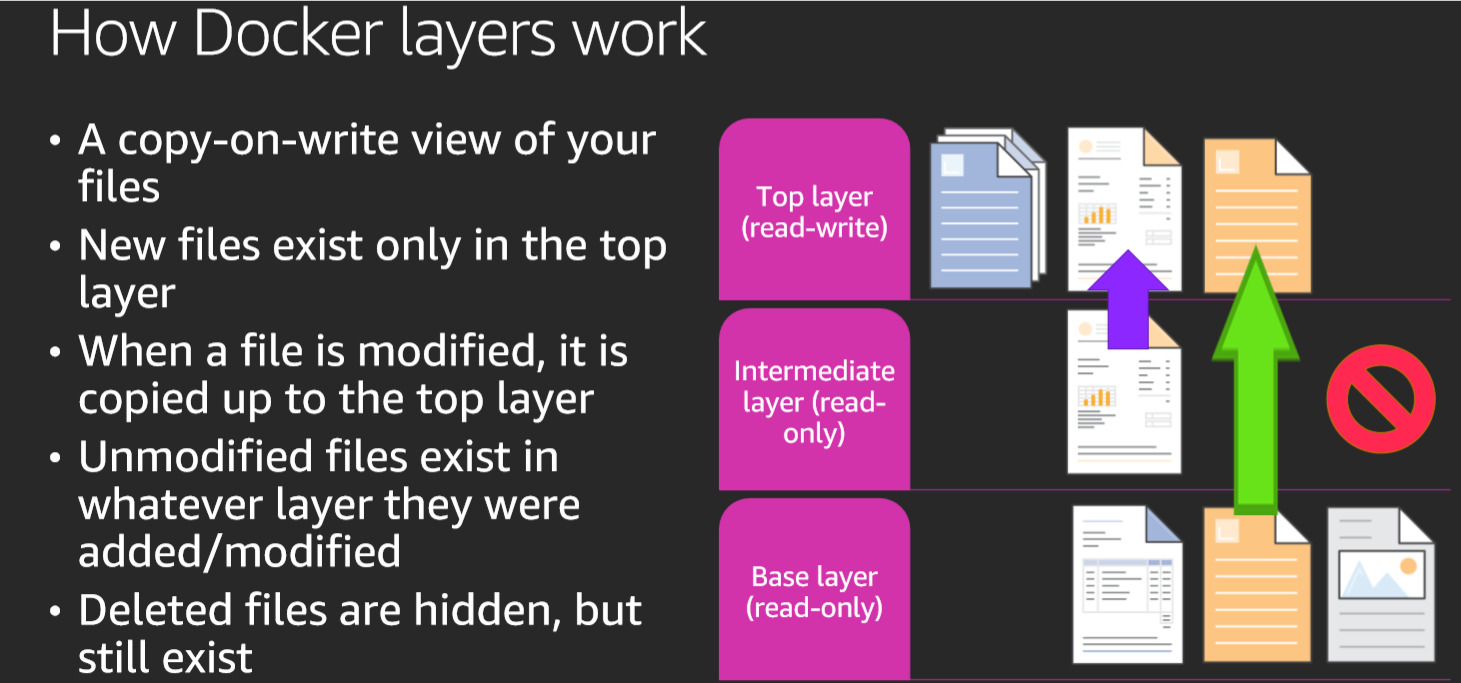 How Docker layers work
• A copy-on-write view of your
files
• New files exist only in the top
layer
• When a file is modified, it is
copied up to the top layer
• Unmodified files exist in
whatever layer they were
added/modified
• Deleted files are hidden, but
still exist
Top layer
(read-write)
Intermediate
layer (read-
only)
Base layer
(read-only)